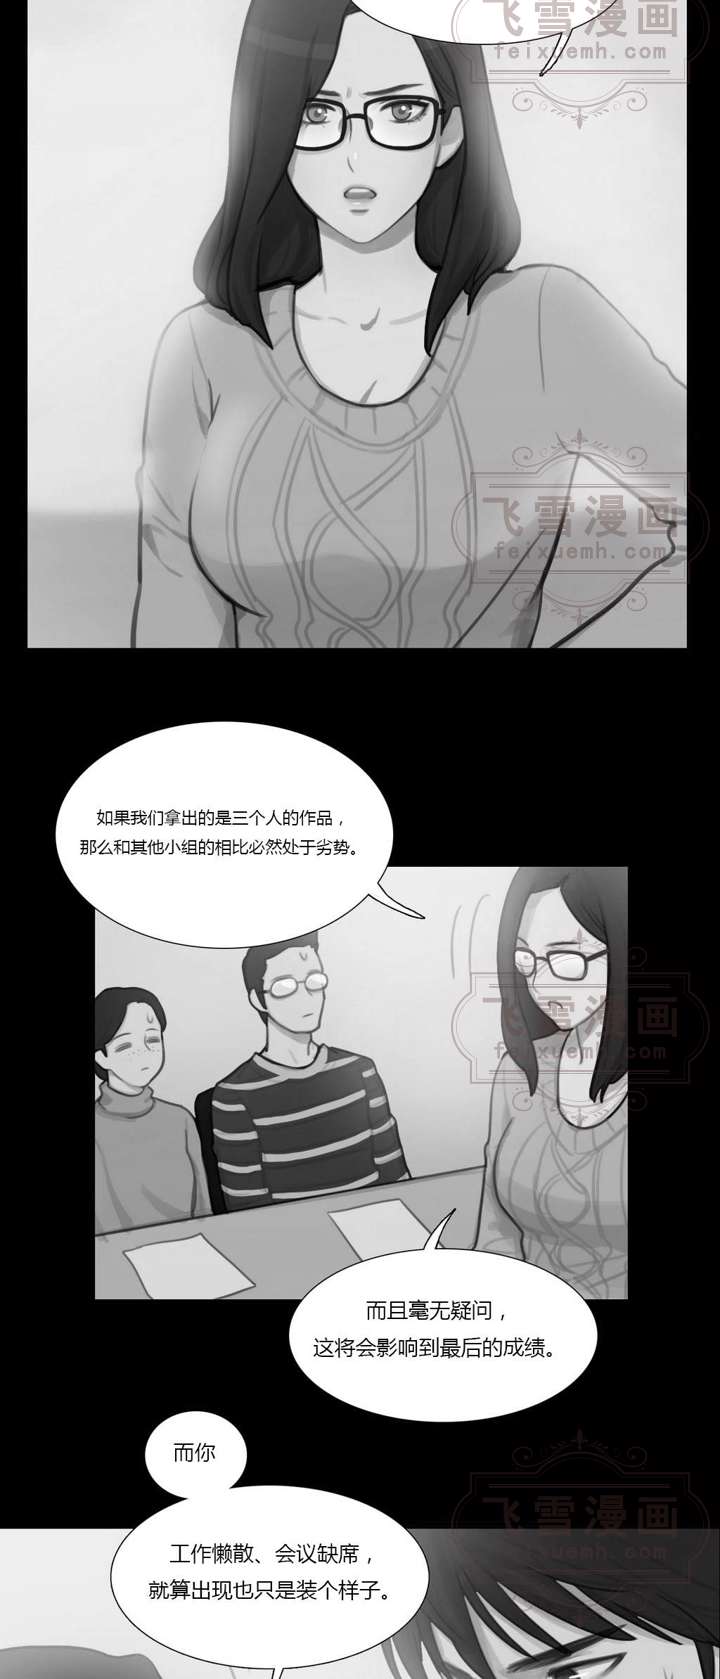 飞雪漫画
feixuemh.com
飞雪漫画
feixuemh.com
如果我们拿出的是三个人的作品，
那么和其他小组的相比必然处于劣势。
飞雪漫画
feixuemh.com
而且毫无疑问，
这将会影响到最后的成绩。
而你
飞雪漫画
feixuemh.com
工作懒散、会议缺席，
就算出现也只是装个样子。